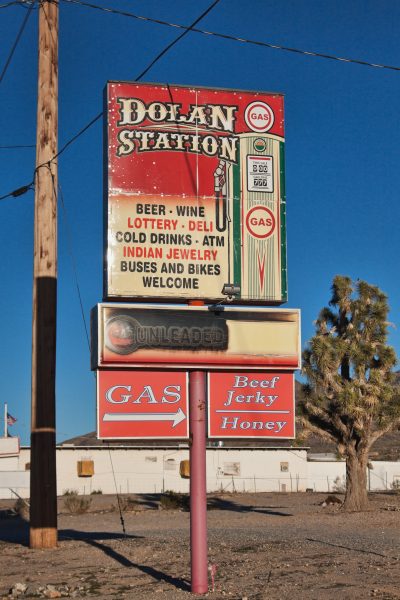 DOLAN
STATION
GAS
GAS
BEER - WINE
LOTTERY - DELI
COLD DRINKS - ATM
INDIAN JEWELRY
BUSES AND BIKES
WELCOME
UNLEADED
GAS
Beef
Jerky
Honey